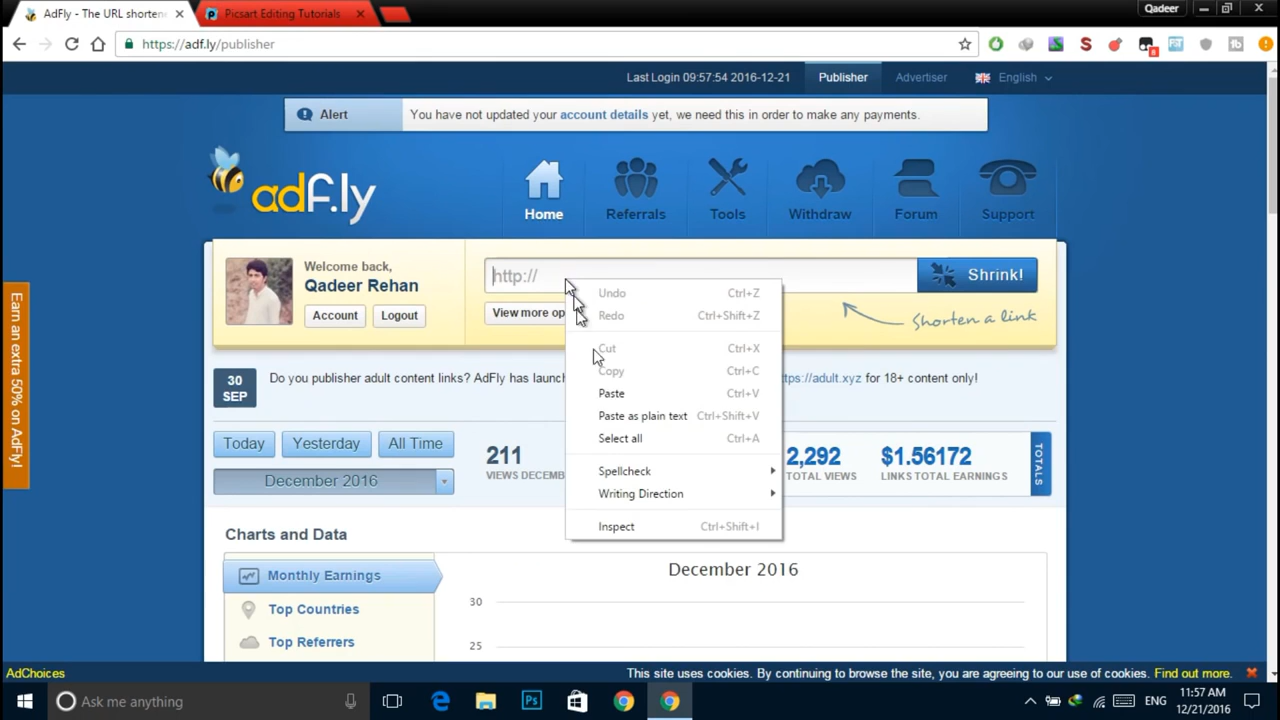 AdFly - The URL shortene
Picsart Editing Tutorials
Qadeer
https://adf.ly/publisher
Last Login 09:57:54 2016-12-21
Publisher
Advertiser
English
Alert
You have not updated your account details yet, we need this in order to make any payments.
adf.ly
Home
Referrals
Tools
Withdraw
Forum
Support
Welcome back,
Qadeer Rehan
Account
Logout
http://
Shrink!
View more op
Shorten a link
Undo Ctrl+Z
Redo Ctrl+Shift+Z
Cut Ctrl+X
Copy Ctrl+C
Paste Ctrl+V
Paste as plain text Ctrl+Shift+V
Select all Ctrl+A
Spellcheck
Writing Direction
Inspect Ctrl+Shift+I
Earn an extra 50% on AdFly!
30
SEP
Do you publisher adult content links? AdFly has launch
ttps://adult.xyz for 18+ content only!
Today
Yesterday
All Time
December 2016
211
VIEWS DECEMB
2,292
TOTAL VIEWS
$1.56172
LINKS TOTAL EARNINGS
TOTALS
Charts and Data
Monthly Earnings
Top Countries
Top Referrers
December 2016
30
25
AdChoices
This site uses cookies. By continuing to browse the site, you are agreeing to our use of cookies. Find out more.
Ask me anything
ENG
11:57 AM
12/21/2016